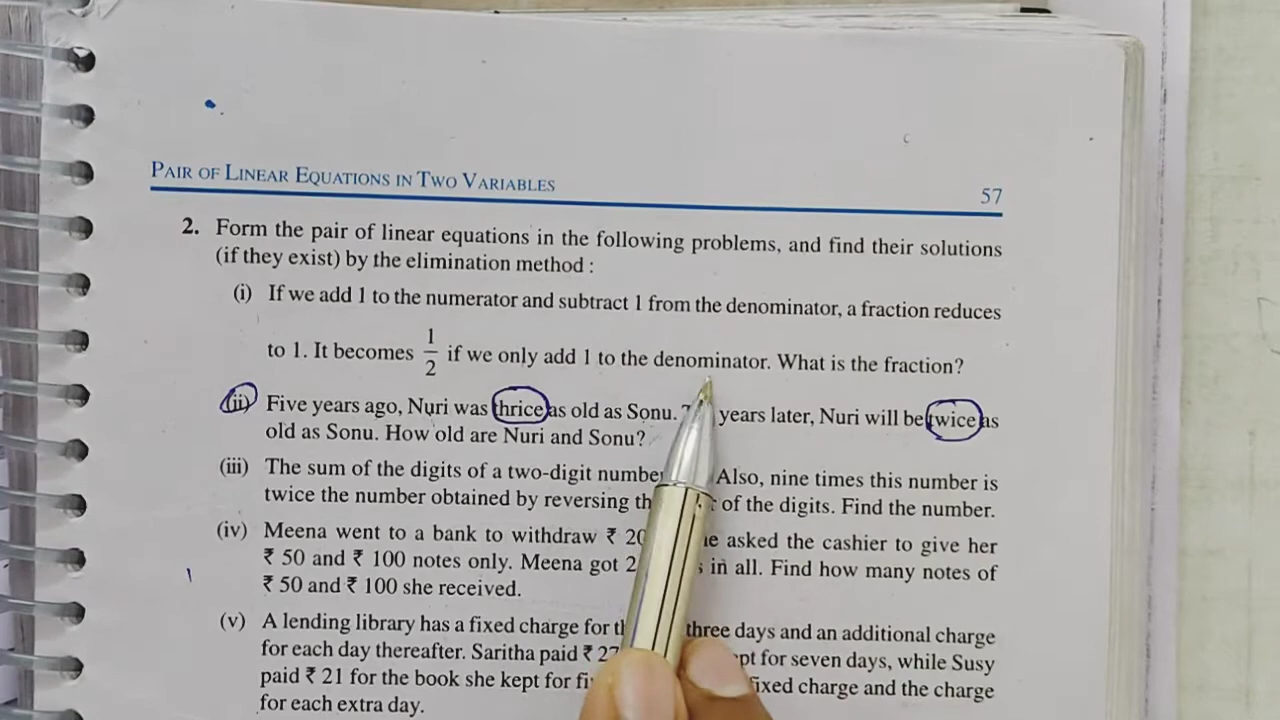 PAIR OF LINEAR EQUATIONS IN TWO VARIABLES 57
2. Form the pair of linear equations in the following problems, and find their solutions
(if they exist) by the elimination method :
(i) If we add 1 to the numerator and subtract 1 from the denominator, a fraction reduces
to 1. It becomes 1/2 if we only add 1 to the denominator. What is the fraction?
(ii) Five years ago, Nuri was thrice as old as Sonu. years later, Nuri will be twice as
old as Sonu. How old are Nuri and Sonu?
(iii) The sum of the digits of a two-digit number Also, nine times this number is
twice the number obtained by reversing of the digits. Find the number.
(iv) Meena went to a bank to withdraw ₹ asked the cashier to give her
₹ 50 and ₹ 100 notes only. Meena got in all. Find how many notes of
₹ 50 and ₹ 100 she received.
(v) A lending library has a fixed charge for three days and an additional charge
for each day thereafter. Saritha paid ₹ 27 for seven days, while Susy
paid ₹ 21 for the book she kept for fixed charge and the charge
for each extra day.